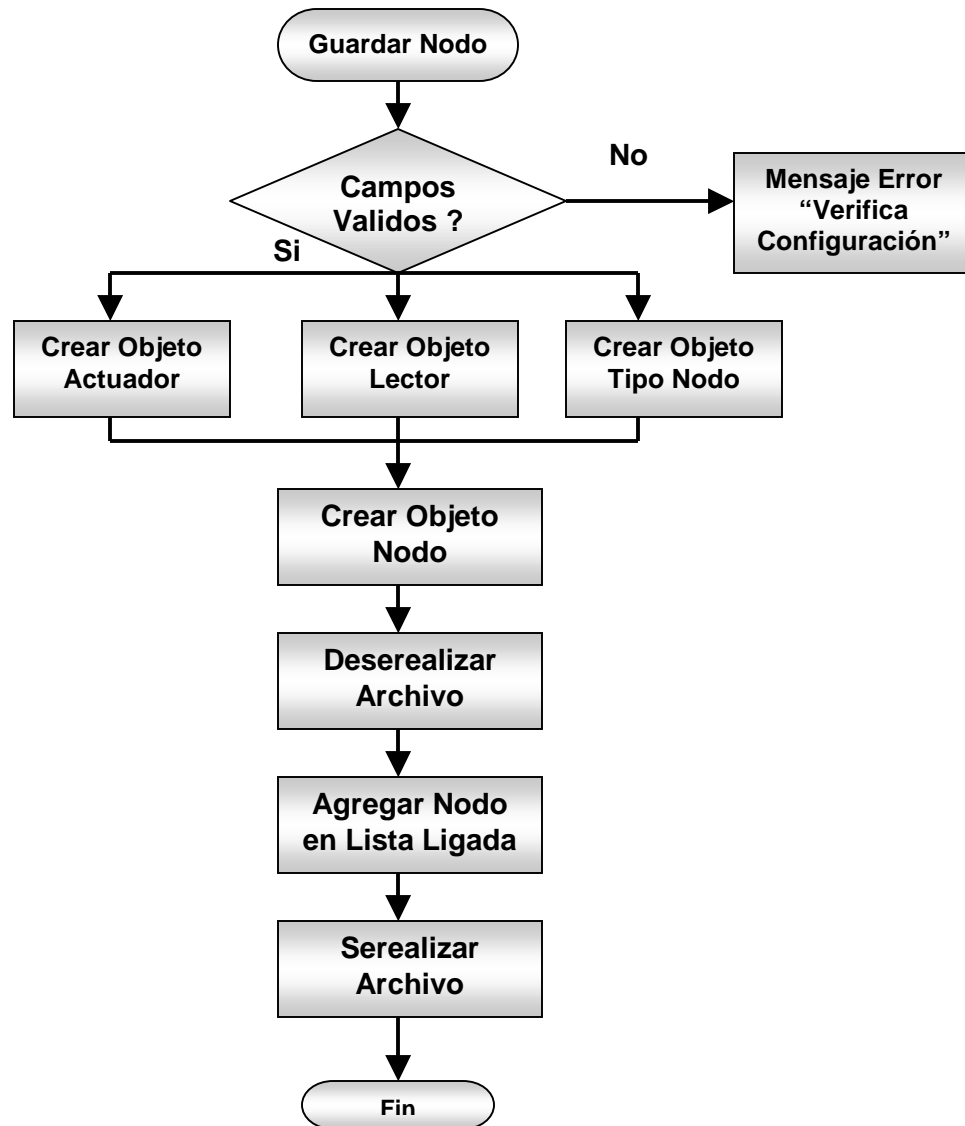 Guardar Nodo
Campos
Validos ?
No
Mensaje Error
“Verifica
Configuración”
Si
Crear Objeto
Actuador
Crear Objeto
Lector
Crear Objeto
Tipo Nodo
Crear Objeto
Nodo
Deserealizar
Archivo
Agregar Nodo
en Lista Ligada
Serealizar
Archivo
Fin